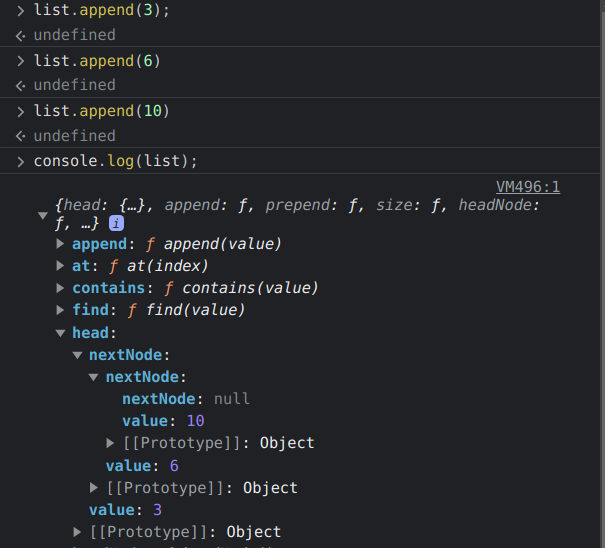 > list.append(3);
undefined
> list.append(6)
undefined
> list.append(10)
undefined
> console.log(list);
VM496:1
{head: {…}, append: ƒ, prepend: ƒ, size: ƒ, headNode:
ƒ, …} i
append: ƒ append(value)
at: ƒ at(index)
contains: ƒ contains(value)
find: ƒ find(value)
head:
nextNode:
nextNode:
nextNode: null
value: 10
[[Prototype]]: Object
value: 6
[[Prototype]]: Object
value: 3
[[Prototype]]: Object